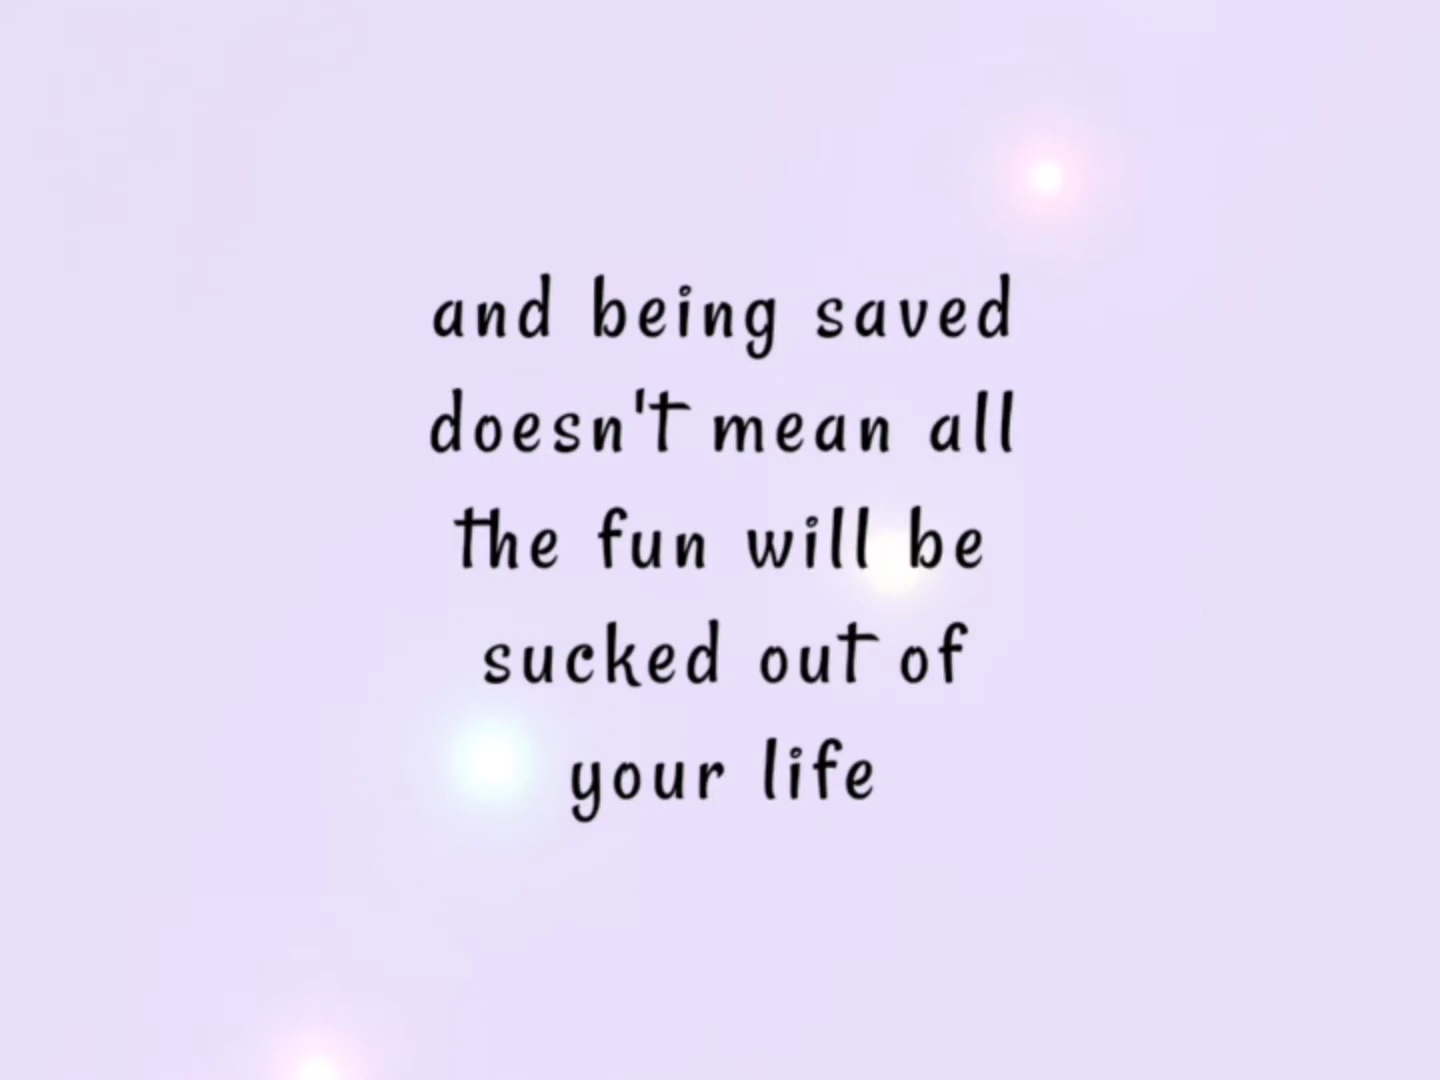 and being saved
doesn't mean all
the fun will be
sucked out of
your life